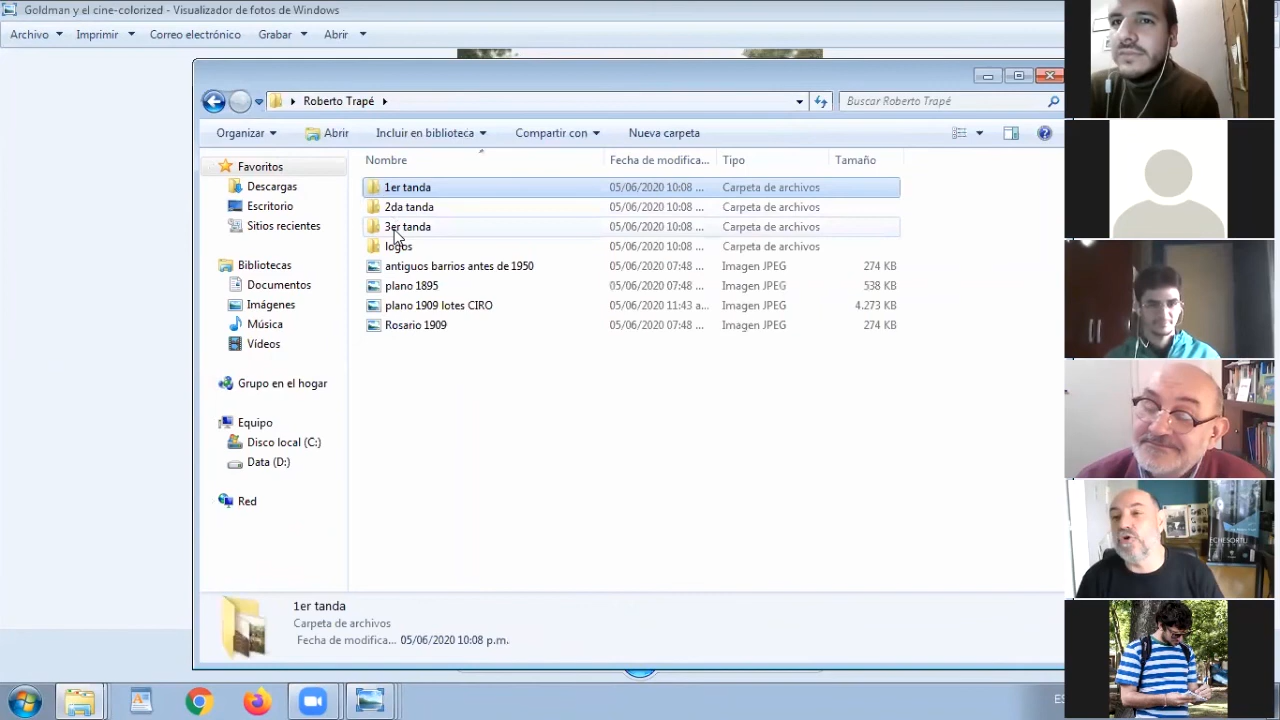 Goldman y el cine-colorized - Visualizador de fotos de Windows
Archivo Imprimir Correo electrónico Grabar Abrir
Roberto Trapé
Buscar Roberto Trapé
Organizar Abrir Incluir en biblioteca Compartir con Nueva carpeta
Nombre Fecha de modifica... Tipo Tamaño
Favoritos
Descargas
Escritorio
Sitios recientes
Bibliotecas
Documentos
Imágenes
Música
Vídeos
Grupo en el hogar
Equipo
Disco local (C:)
Data (D:)
Red
1er tanda 05/06/2020 10:08 ... Carpeta de archivos
2da tanda 05/06/2020 10:08 ... Carpeta de archivos
3er tanda 05/06/2020 10:08 ... Carpeta de archivos
logos 05/06/2020 10:08 ... Carpeta de archivos
antiguos barrios antes de 1950 05/06/2020 07:48 ... Imagen JPEG 274 KB
plano 1895 05/06/2020 07:48 ... Imagen JPEG 538 KB
plano 1909 lotes CIRO 05/06/2020 11:43 a... Imagen JPEG 4.273 KB
Rosario 1909 05/06/2020 07:48 ... Imagen JPEG 274 KB
1er tanda
Carpeta de archivos
Fecha de modifica... 05/06/2020 10:08 p.m.
ES